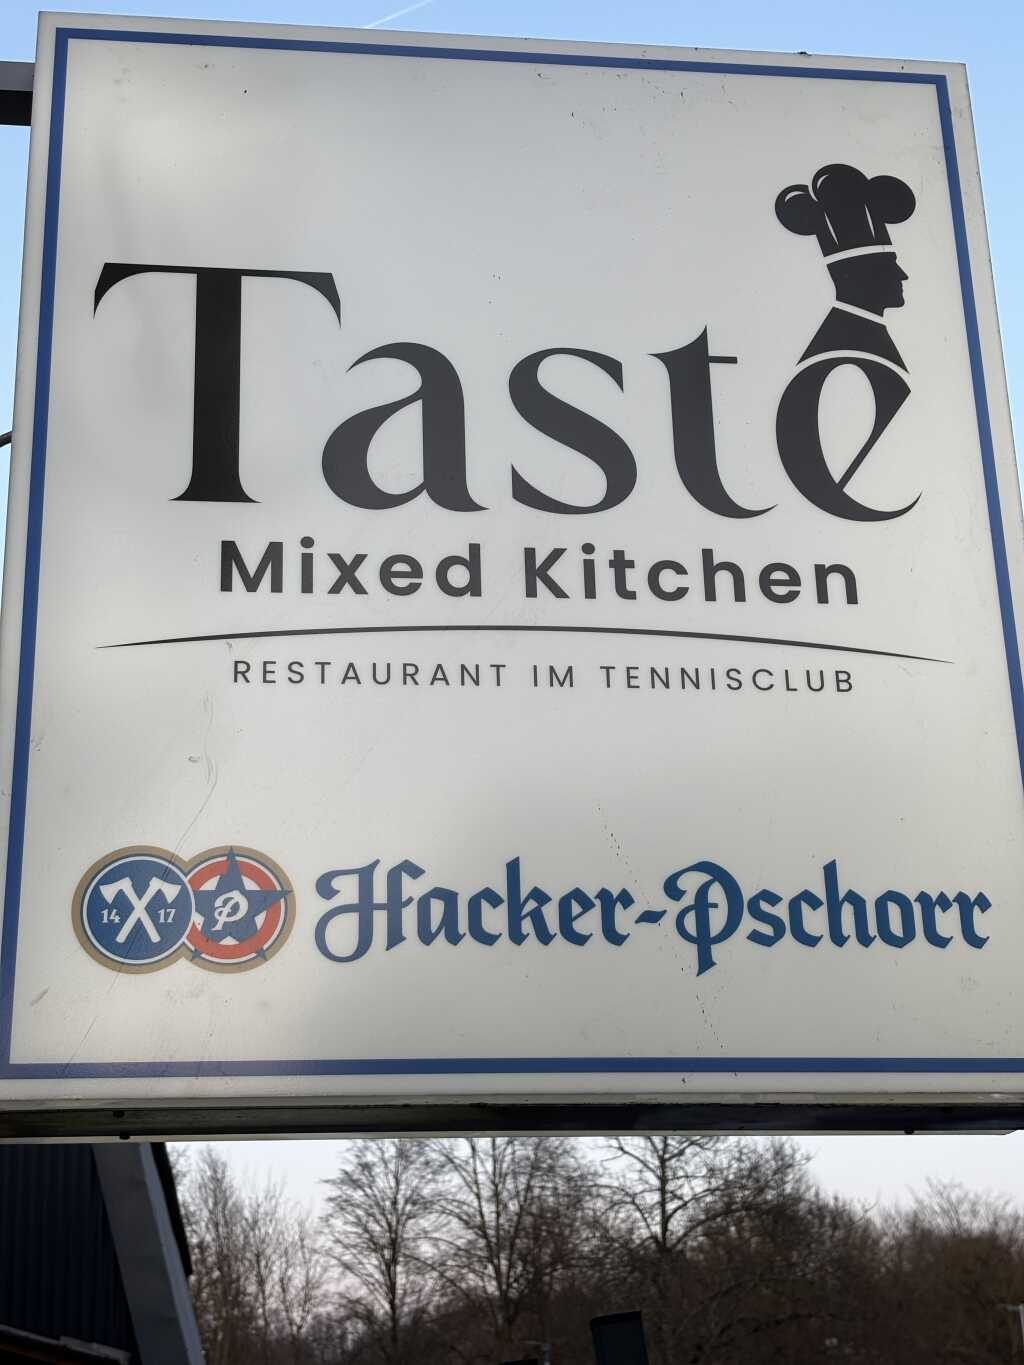 Taste
Mixed Kitchen
RESTAURANT IM TENNISCLUB
14 17 P Hacker-Pschorr